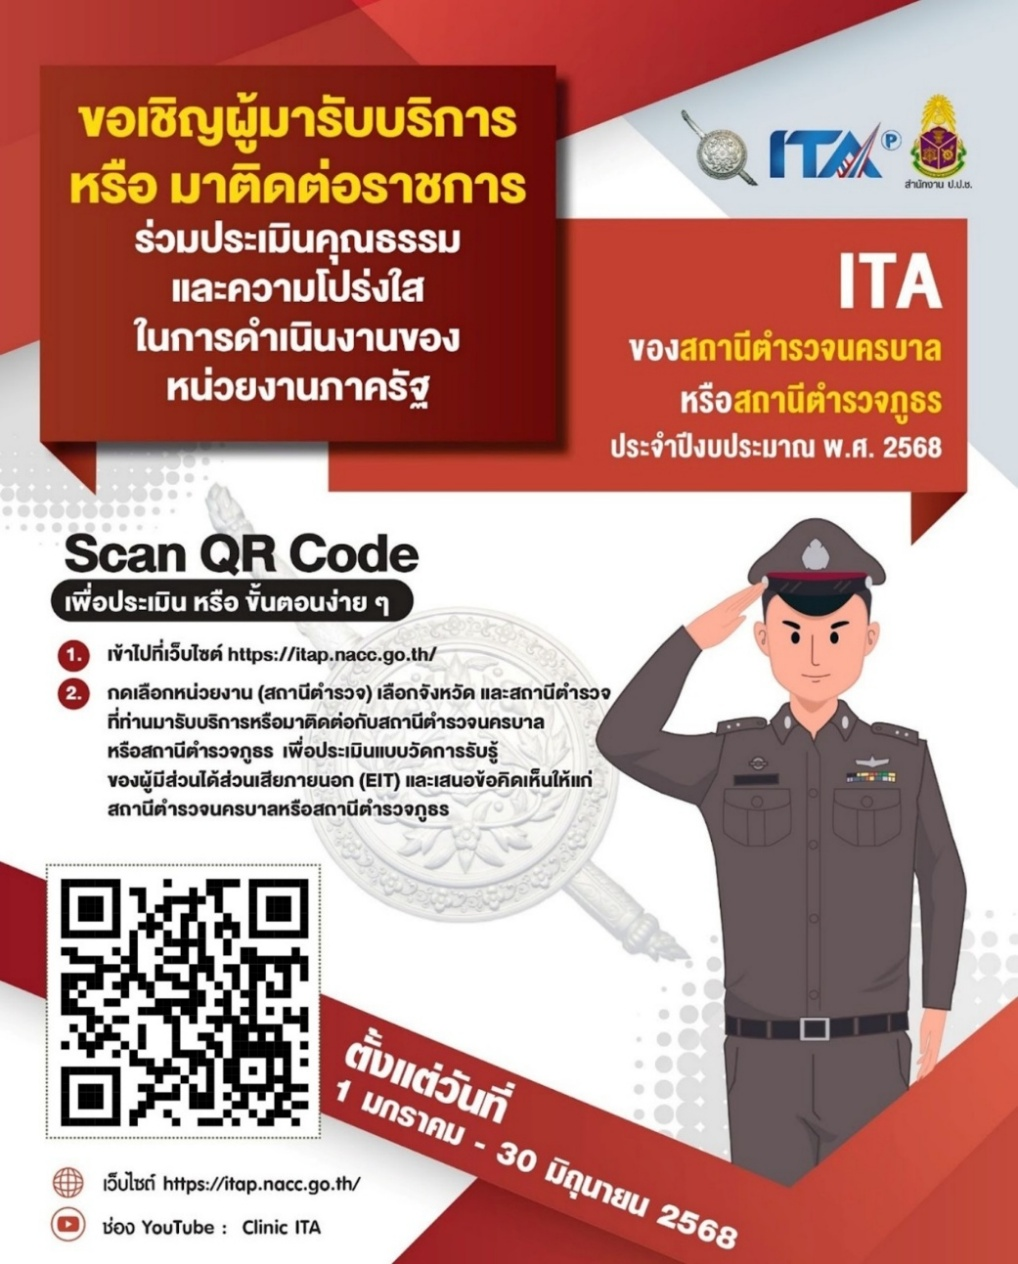 ขอเชิญผู้มารับบริการ
หรือ มาติดต่อราชการ
ร่วมประเมินคุณธรรม
และความโปร่งใส
ในการดำเนินงานของ
หน่วยงานภาครัฐ
ITA P
สำนักงาน ป.ป.ช.
ITA
ของสถานีตำรวจนครบาล
หรือสถานีตำรวจภูธร
ประจำปีงบประมาณ พ.ศ. 2568
Scan QR Code
เพื่อประเมิน หรือ ขั้นตอนง่าย ๆ
1. เข้าไปที่เว็บไซต์ https://itap.nacc.go.th/
2. กดเลือกหน่วยงาน (สถานีตำรวจ) เลือกจังหวัด และสถานีตำรวจ
ที่ท่านมารับบริการหรือมาติดต่อกับสถานีตำรวจนครบาล
หรือสถานีตำรวจภูธร เพื่อประเมินแบบวัดการรับรู้
ของผู้มีส่วนได้ส่วนเสียภายนอก (EIT) และเสนอข้อคิดเห็นให้แก่
สถานีตำรวจนครบาลหรือสถานีตำรวจภูธร
ตั้งแต่วันที่
1 มกราคม - 30 มิถุนายน 2568
เว็บไซต์ https://itap.nacc.go.th/
ช่อง YouTube : Clinic ITA